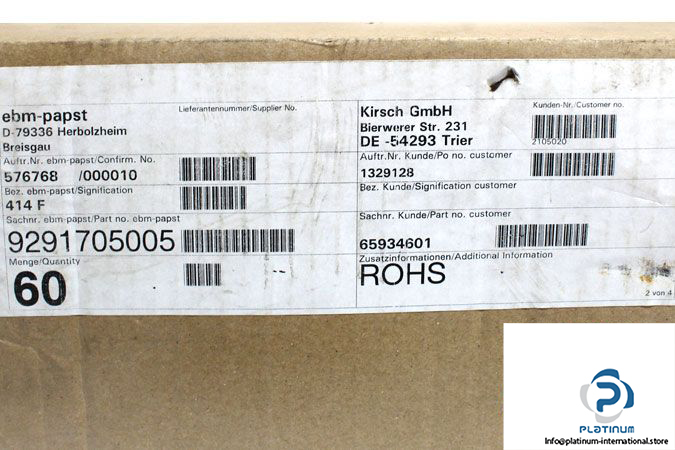 ebm-papst
D-79336 Herbolzheim
Breisgau
Lieferantennummer/Supplier No.
Auftr.Nr. ebm-papst/Confirm. No.
576768 /000010
Bez. ebm-papst/Signification
414 F
Sachnr. ebm-papst/Part no. ebm-papst
9291705005
Menge/Quantity
60
Kirsch GmbH
Bierwerer Str. 231
DE -54293 Trier
Kunden-Nr./Customer no.
2105020
Auftr.Nr. Kunde/Po no. customer
1329128
Bez. Kunde/Signification customer
Sachnr. Kunde/Part no. customer
65934601
Zusatzinformationen/Additional Information
ROHS
2 von 4
PLATINUM
Info@platinum-international.store